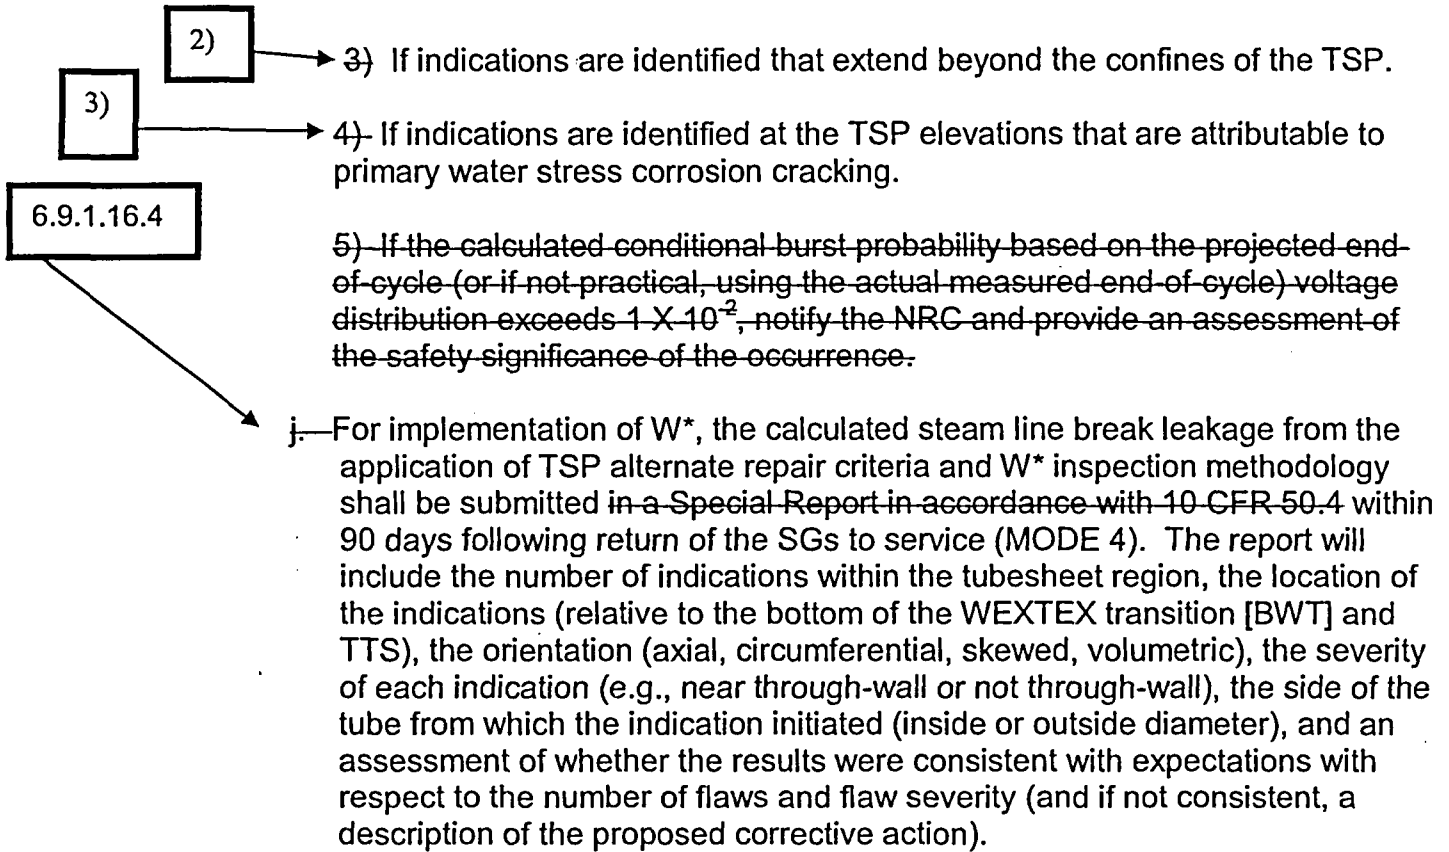 2)
3) If indications are identified that extend beyond the confines of the TSP.
3)
4) If indications are identified at the TSP elevations that are attributable to
primary water stress corrosion cracking.
6.9.1.16.4
5) If the calculated conditional burst probability based on the projected end-
of-cycle (or if not practical, using the actual measured end-of-cycle) voltage
distribution exceeds 1 X 10⁻², notify the NRC and provide an assessment of
the safety significance of the occurrence.
j. For implementation of W*, the calculated steam line break leakage from the
application of TSP alternate repair criteria and W* inspection methodology
shall be submitted in a Special Report in accordance with 10 CFR 50.4 within
90 days following return of the SGs to service (MODE 4). The report will
include the number of indications within the tubesheet region, the location of
the indications (relative to the bottom of the WEXTEX transition [BWT] and
TTS), the orientation (axial, circumferential, skewed, volumetric), the severity
of each indication (e.g., near through-wall or not through-wall), the side of the
tube from which the indication initiated (inside or outside diameter), and an
assessment of whether the results were consistent with expectations with
respect to the number of flaws and flaw severity (and if not consistent, a
description of the proposed corrective action).